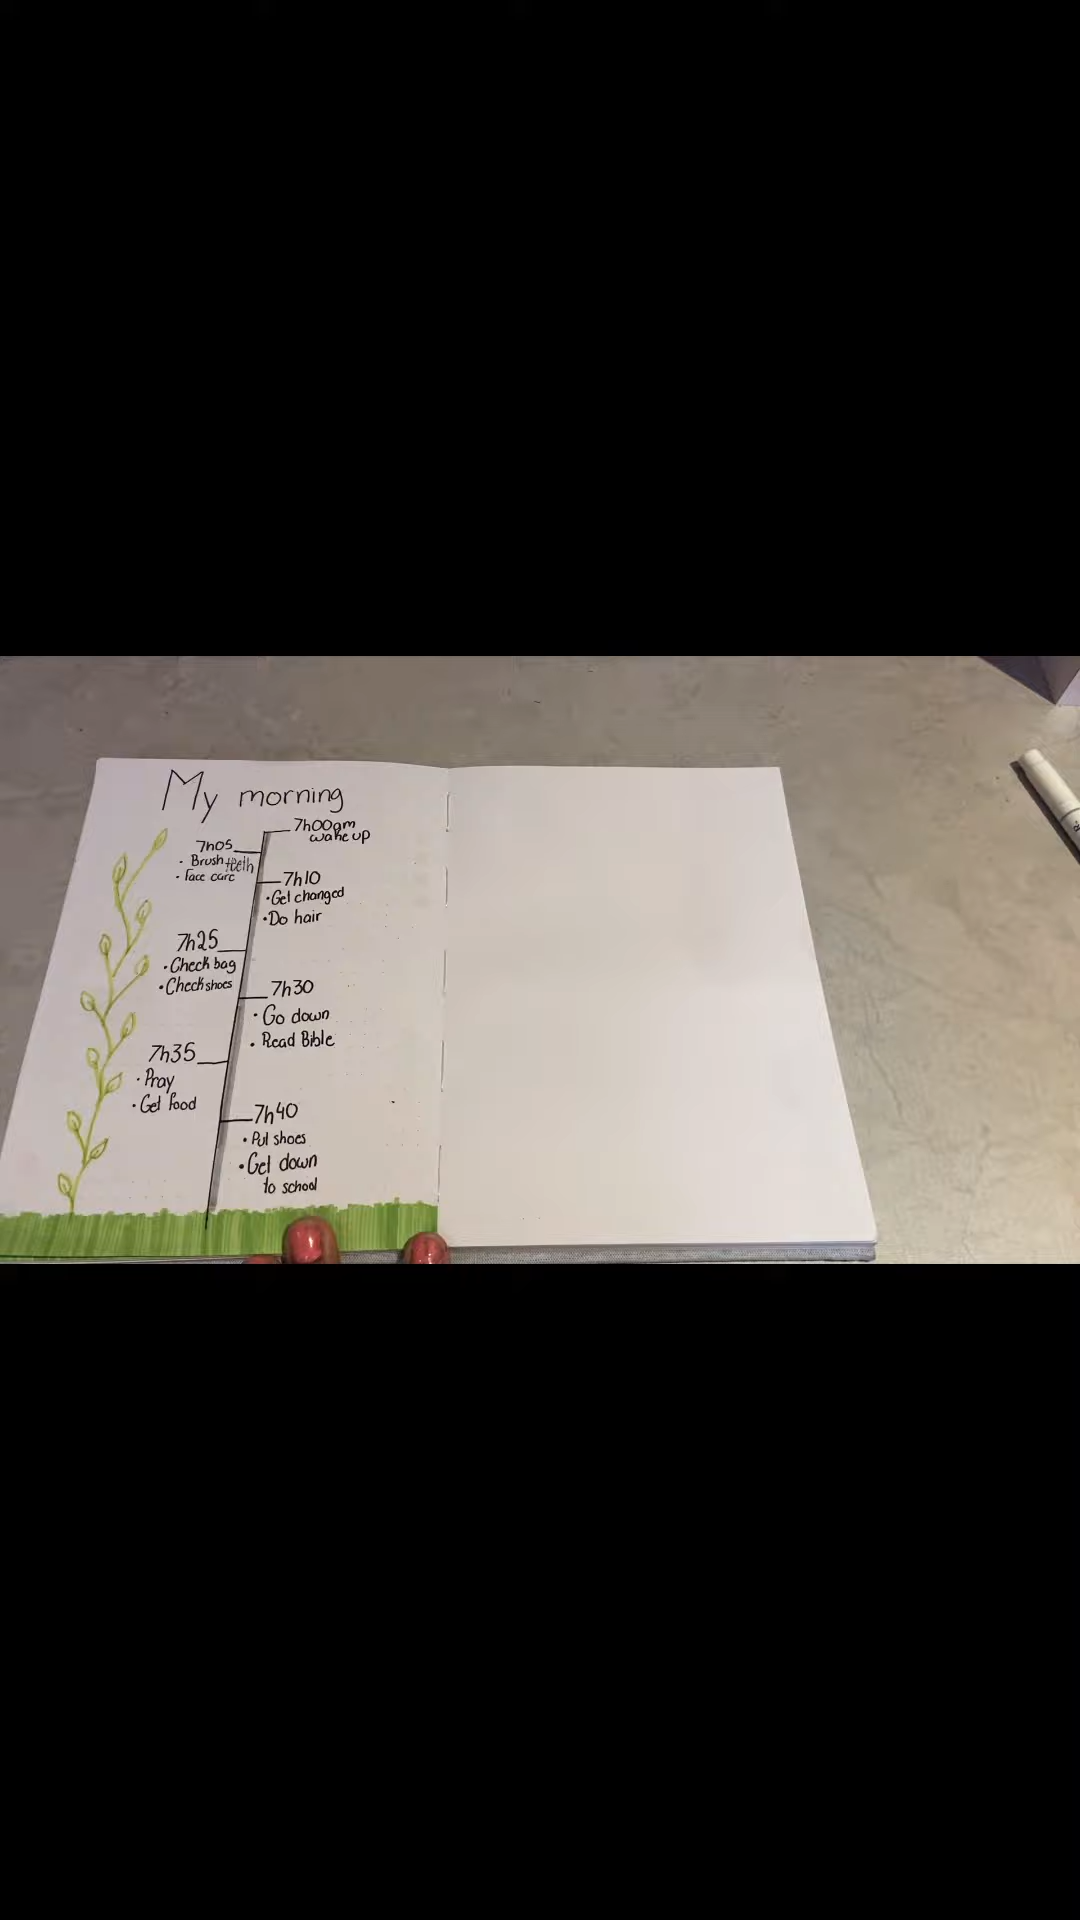 My morning
7h00am
wake up
7h05
• Brush teeth
• Face care
7h10
• Get changed
• Do hair
7h25
• Check bag
• Check shoes
7h30
• Go down
• Read Bible
7h35
• Pray
• Get food
7h40
• Put shoes
• Get down
to school